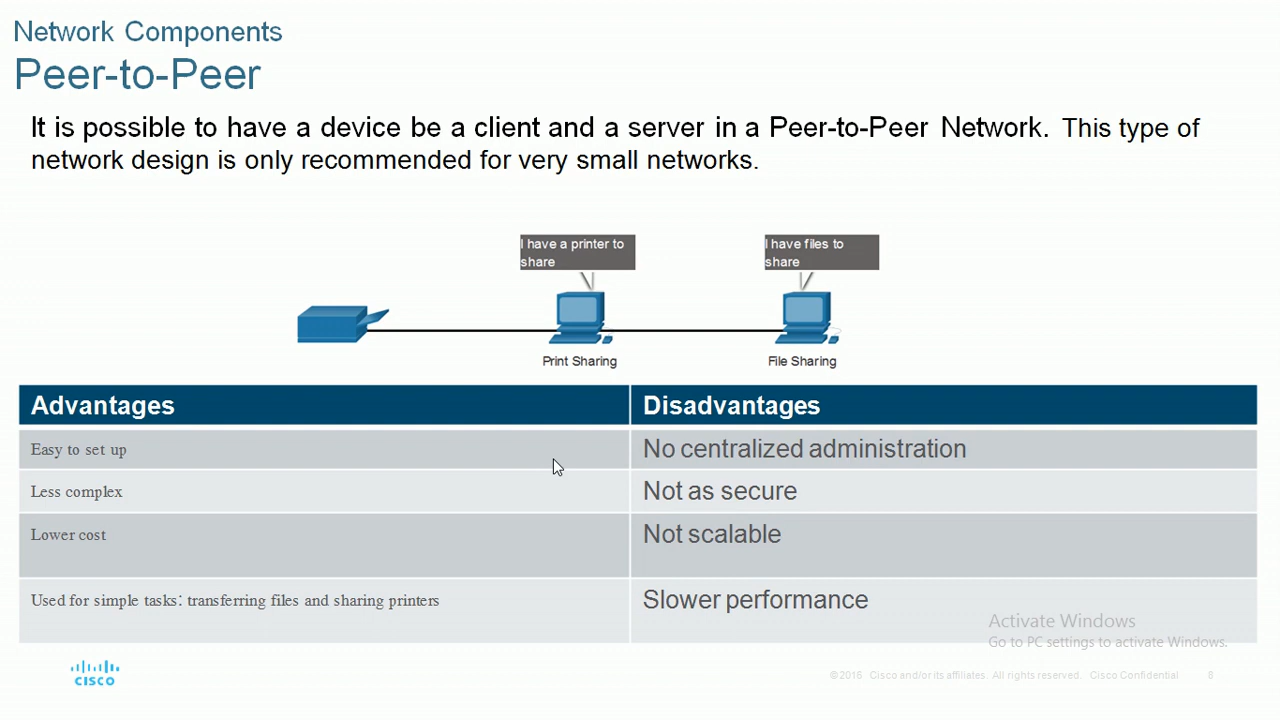 Network Components
Peer-to-Peer
It is possible to have a device be a client and a server in a Peer-to-Peer Network. This type of
network design is only recommended for very small networks.
I have a printer to
share
I have files to
share
Print Sharing
File Sharing
Advantages
Disadvantages
Easy to set up
No centralized administration
Less complex
Not as secure
Lower cost
Not scalable
Used for simple tasks: transferring files and sharing printers
Slower performance
Activate Windows
Go to PC settings to activate Windows.
CISCO
© 2016 Cisco and/or its affiliates. All rights reserved. Cisco Confidential 8